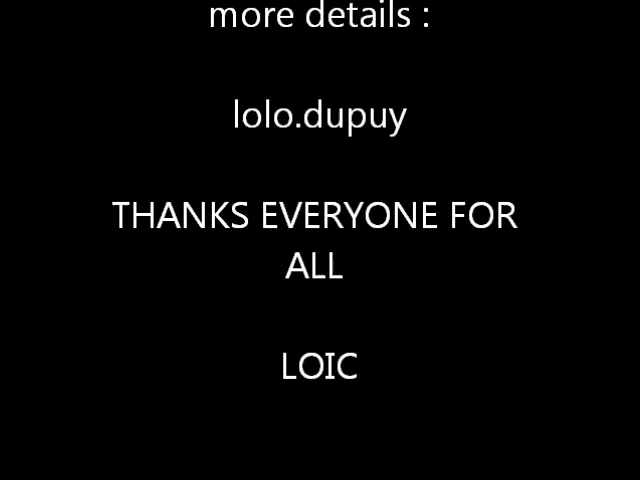 more details :
lolo.dupuy
THANKS EVERYONE FOR
ALL
LOIC